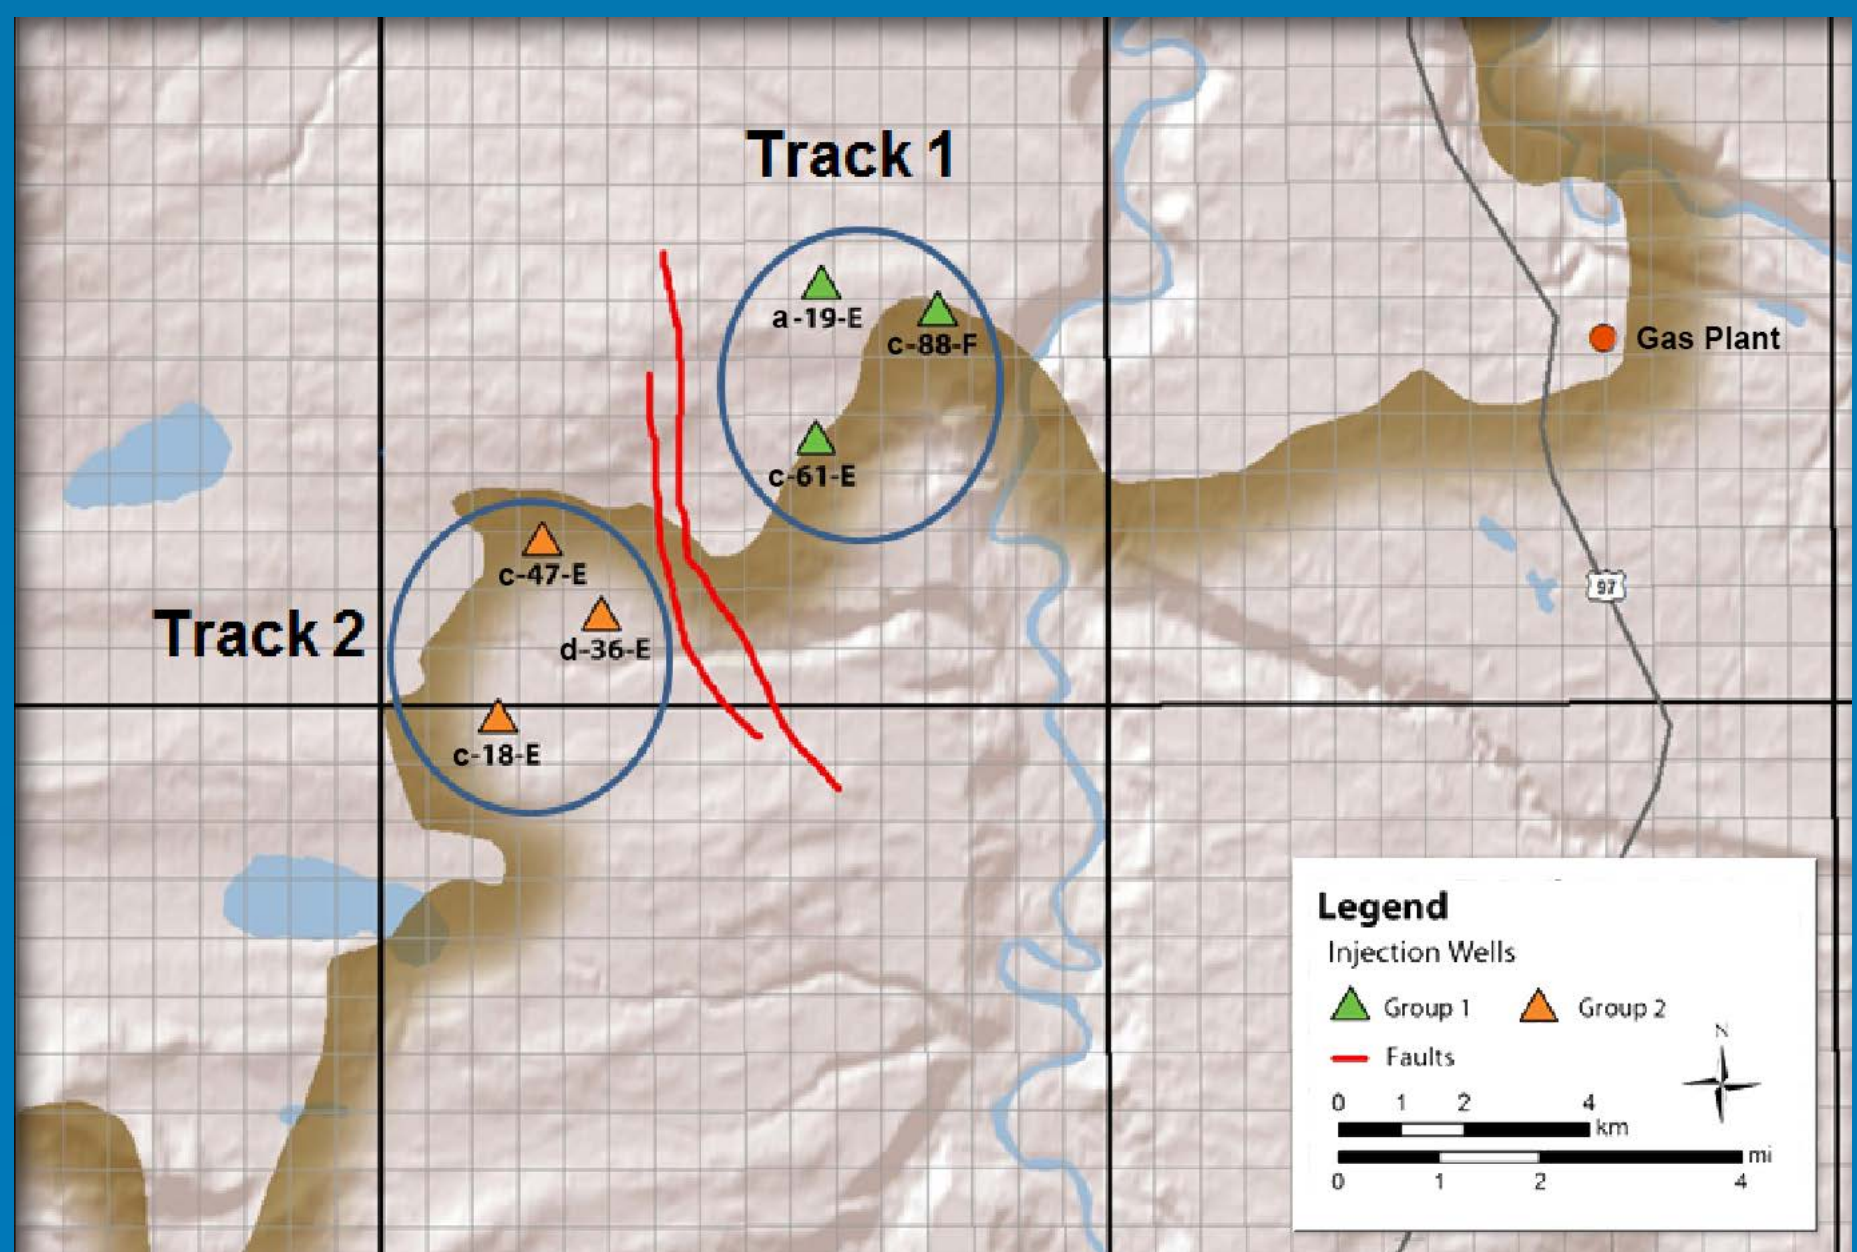 Track 1
a-19-E
c-88-F
Gas Plant
c-61-E
c-47-E
97
Track 2
d-36-E
c-18-E
Legend
Injection Wells
Group 1
Group 2
N
Faults
0 1 2 4
km
mi
0 1 2 4